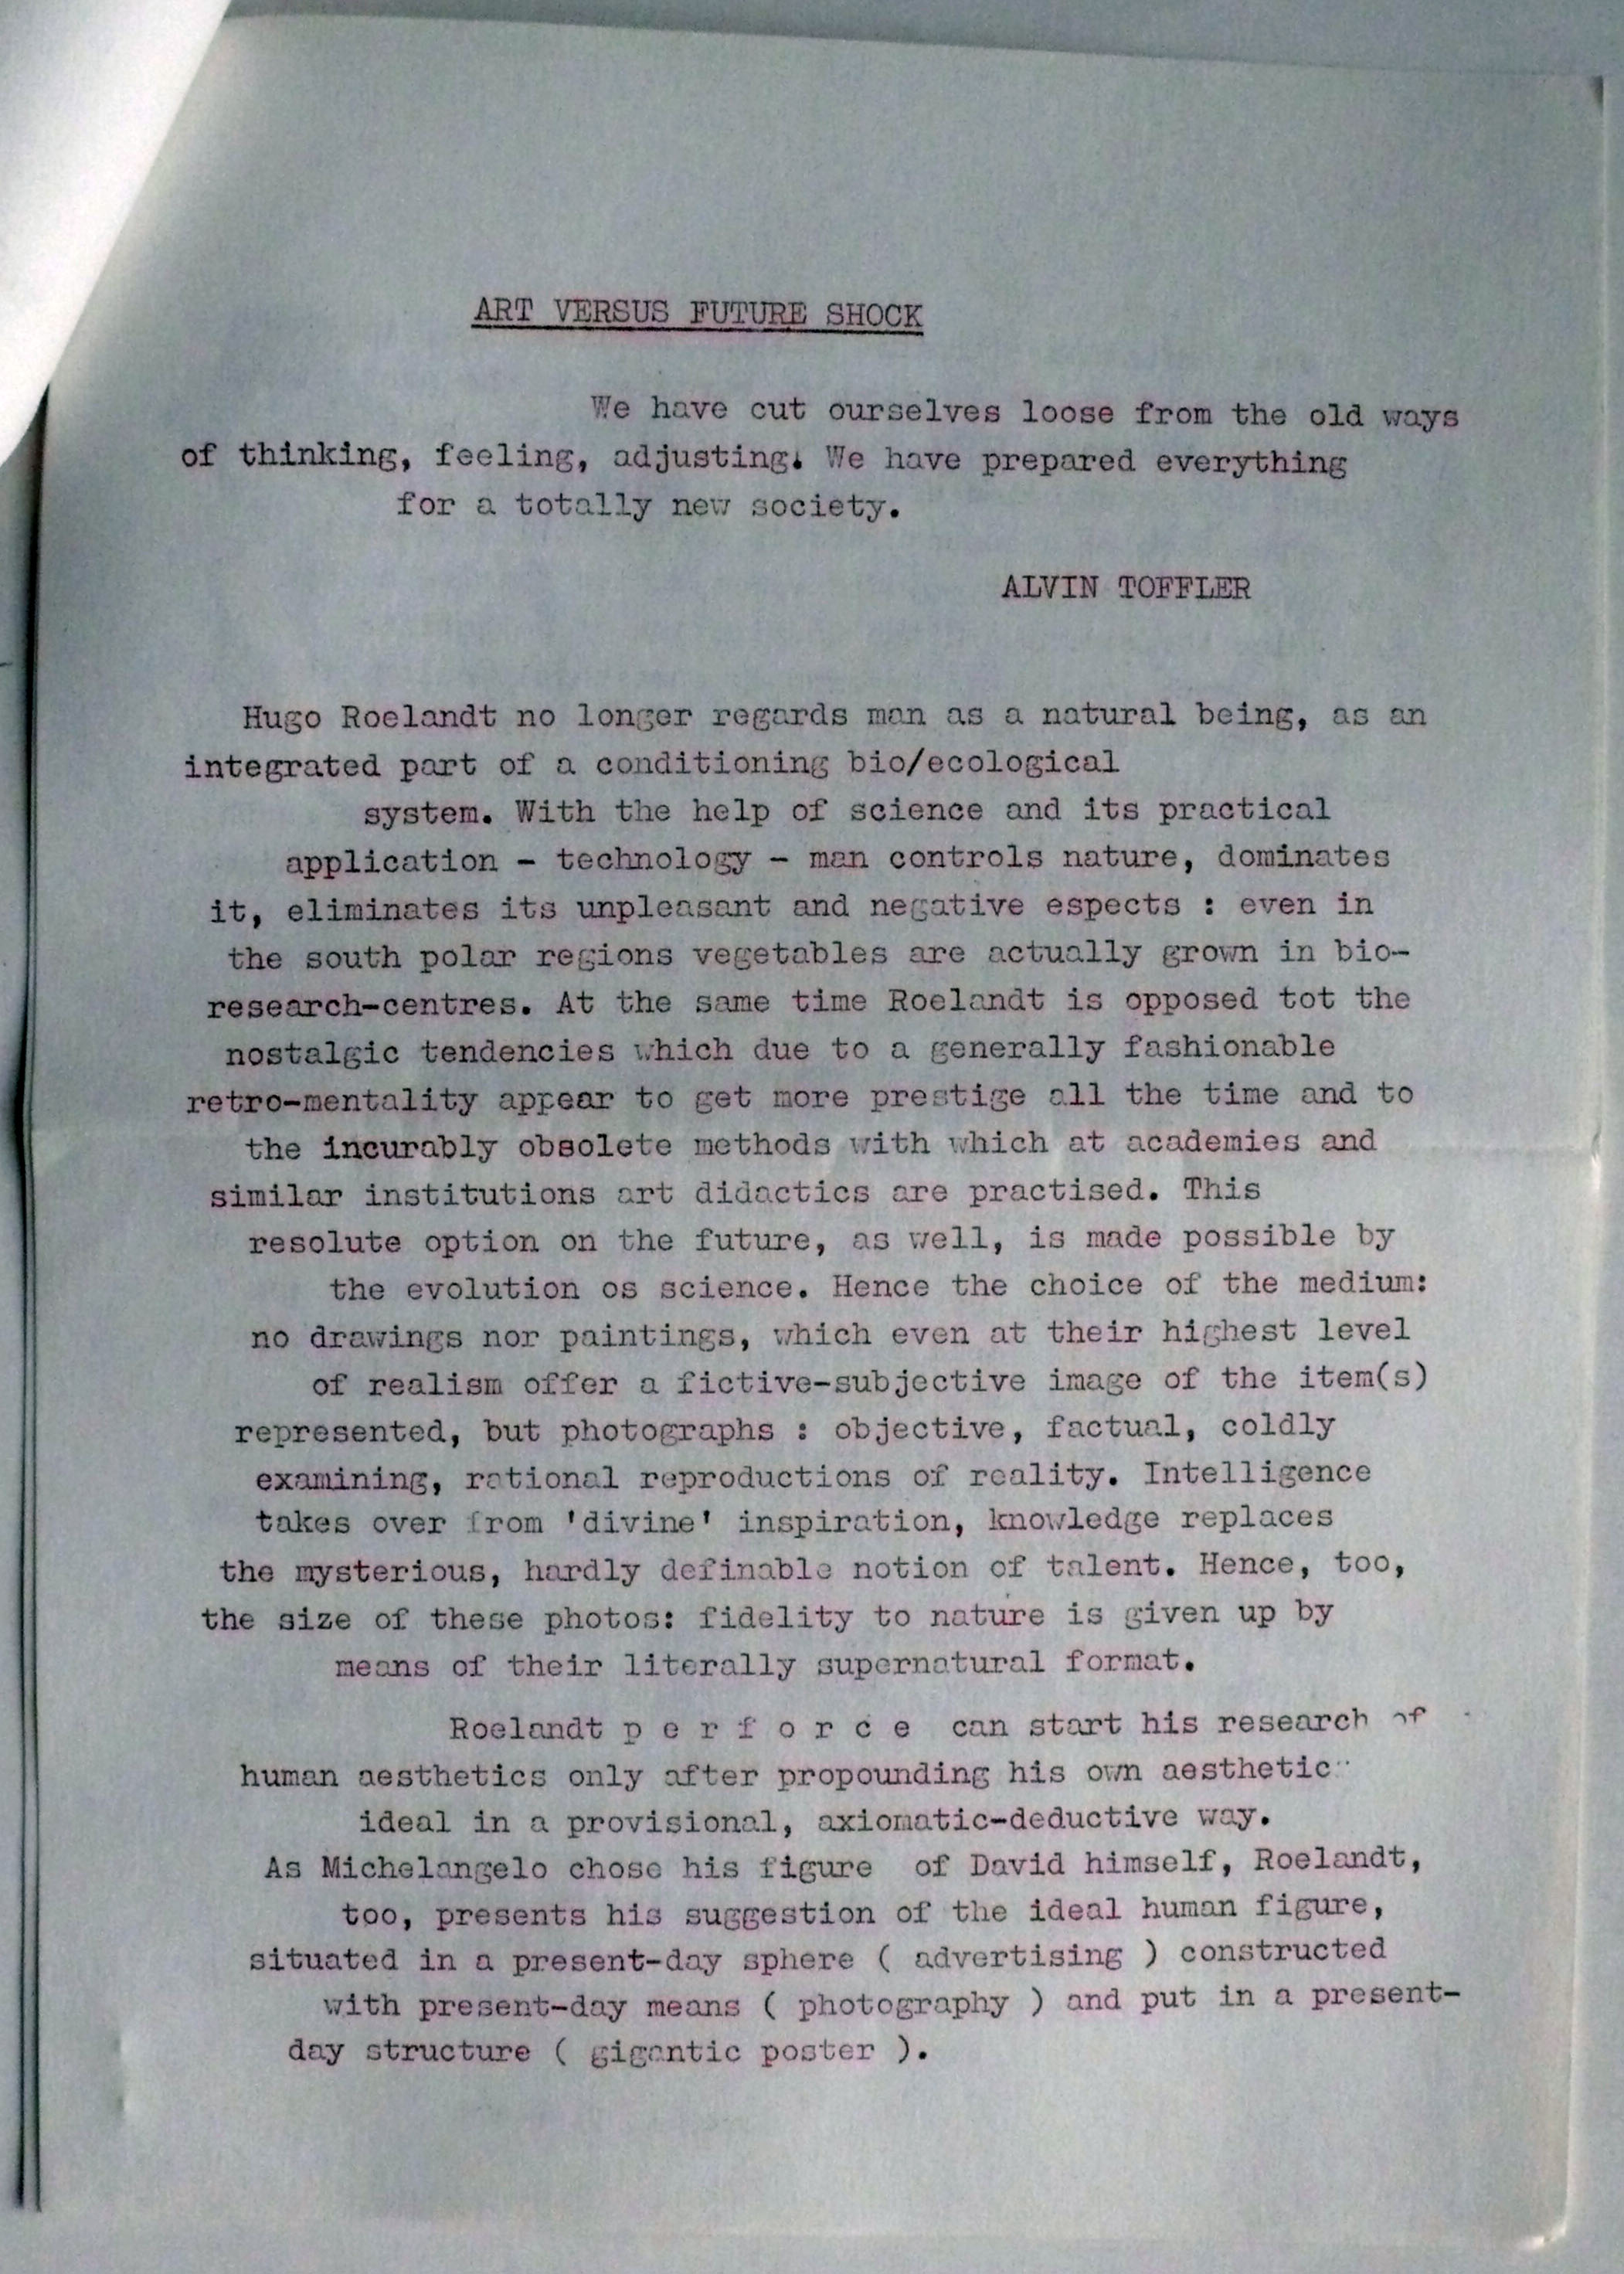 ART VERSUS FUTURE SHOCK
We have cut ourselves loose from the old ways
of thinking, feeling, adjusting. We have prepared everything
for a totally new society.
ALVIN TOFFLER
Hugo Roelandt no longer regards man as a natural being, as an
integrated part of a conditioning bio/ecological
system. With the help of science and its practical
application - technology - man controls nature, dominates
it, eliminates its unpleasant and negative espects : even in
the south polar regions vegetables are actually grown in bio-
research-centres. At the same time Roelandt is opposed tot the
nostalgic tendencies which due to a generally fashionable
retro-mentality appear to get more prestige all the time and to
the incurably obsolete methods with which at academies and
similar institutions art didactics are practised. This
resolute option on the future, as well, is made possible by
the evolution os science. Hence the choice of the medium:
no drawings nor paintings, which even at their highest level
of realism offer a fictive-subjective image of the item(s)
represented, but photographs : objective, factual, coldly
examining, rational reproductions of reality. Intelligence
takes over from 'divine' inspiration, knowledge replaces
the mysterious, hardly definable notion of talent. Hence, too,
the size of these photos: fidelity to nature is given up by
means of their literally supernatural format.
Roelandt p e r f o r c e can start his research of
human aesthetics only after propounding his own aesthetic
ideal in a provisional, axiomatic-deductive way.
As Michelangelo chose his figure of David himself, Roelandt,
too, presents his suggestion of the ideal human figure,
situated in a present-day sphere ( advertising ) constructed
with present-day means ( photography ) and put in a present-
day structure ( gigantic poster ).